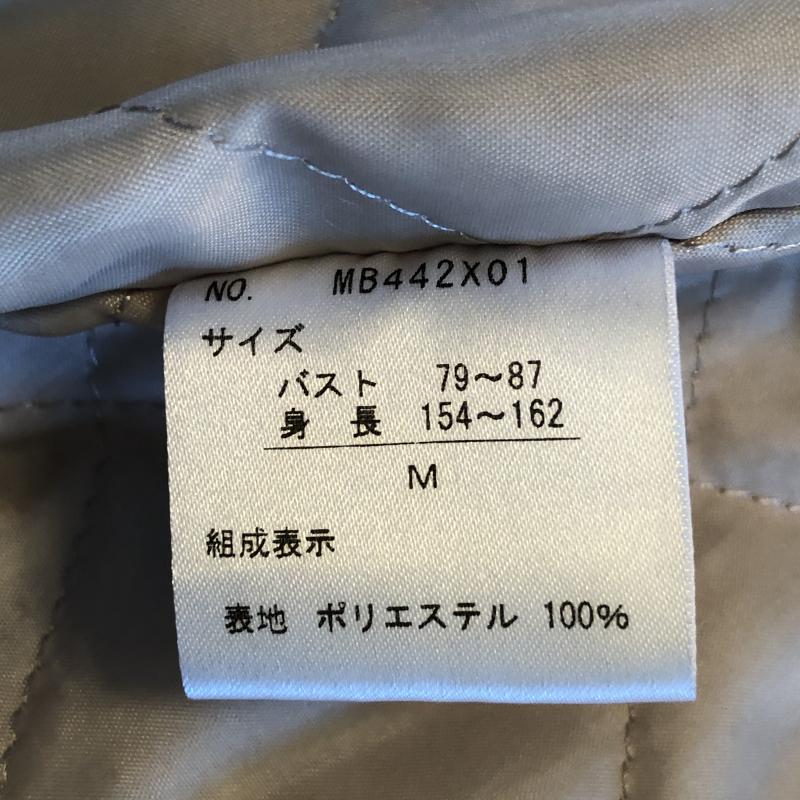 NO. MB442X01
サイズ
バスト 79～87
身 長 154～162
M
組成表示
表地 ポリエステル 100%